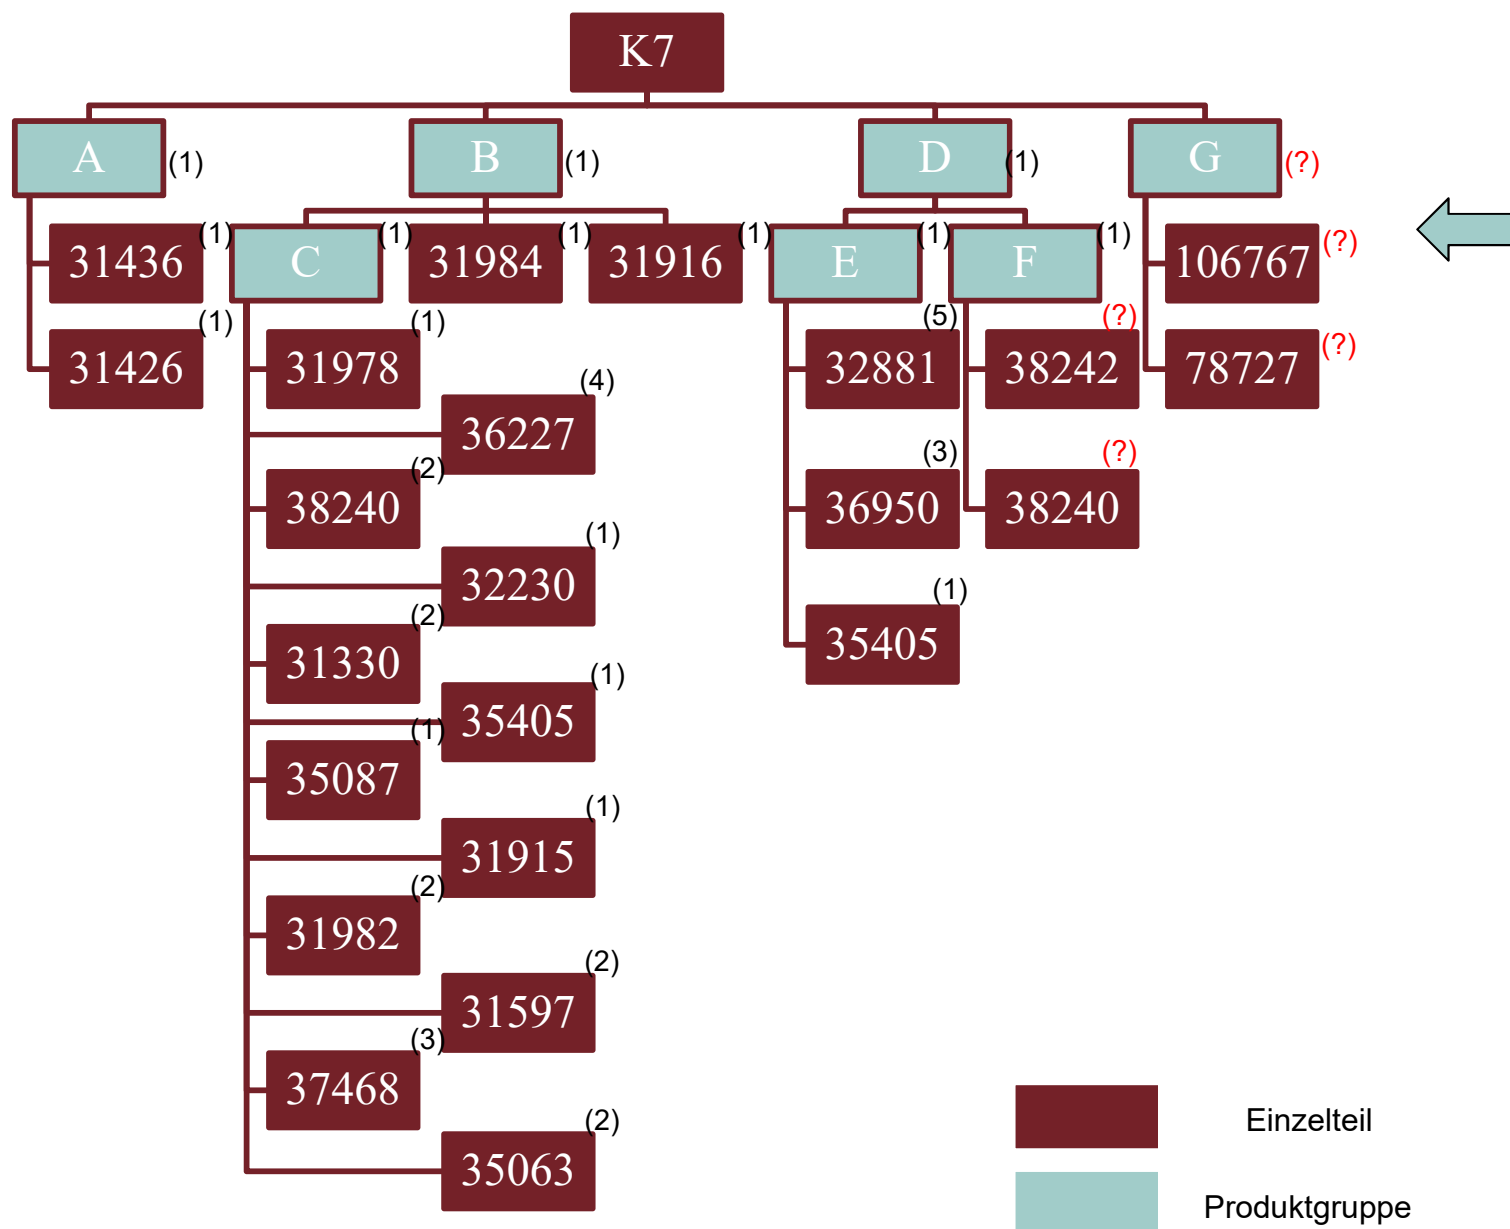 K7
A (1) B (1) D (1) G (?)
31436 (1) C (1) 31984 (1) 31916 (1) E (1) F (1) 106767 (?)
31426 (1) 31978 (1) 32881 (5) 38242 (?) 78727 (?)
36227 (4)
38240 (2) 36950 (3) 38240 (?)
32230 (1)
31330 (2) 35405 (1)
35405 (1)
35087 (1)
31915 (1)
31982 (2)
31597 (2)
37468 (3)
Einzelteil
35063 (2)
Produktgruppe